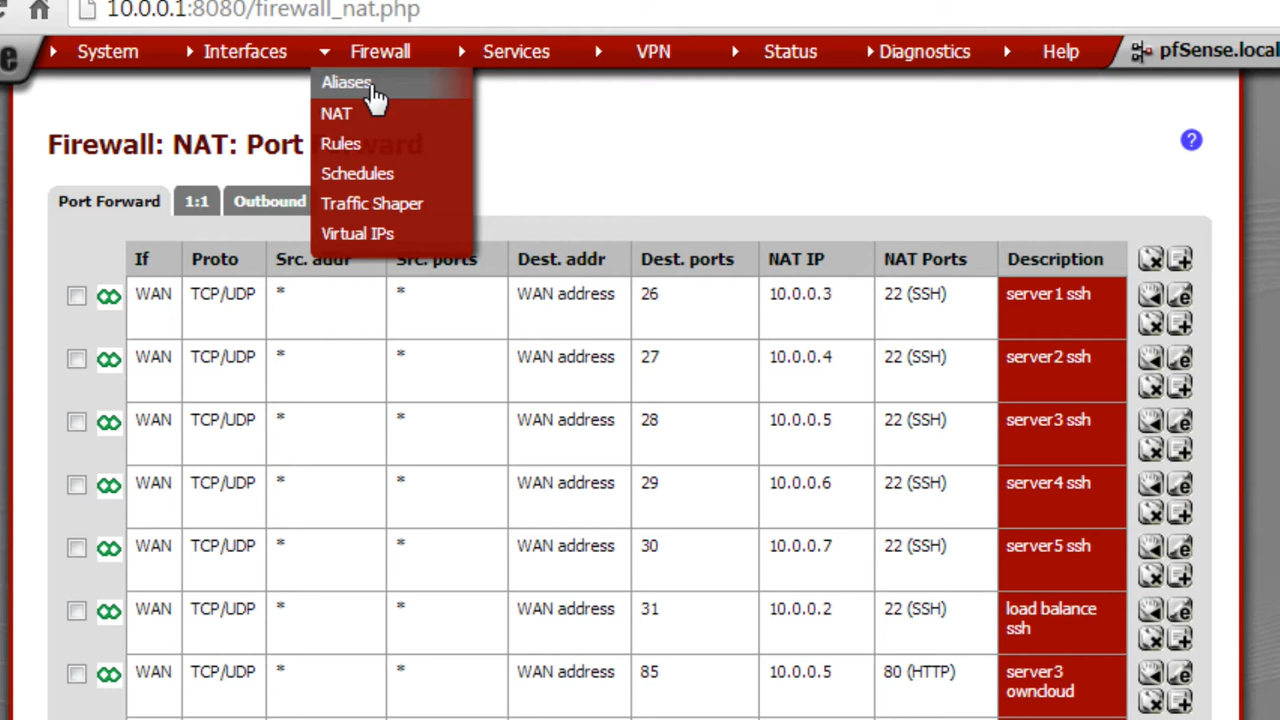 10.0.0.1:8080/firewall_nat.php
e System Interfaces Firewall Services VPN Status Diagnostics Help pfSense.local
Aliases
NAT
Rules
Schedules
Traffic Shaper
Virtual IPs
Firewall: NAT: Port Forward
?
Port Forward 1:1 Outbound
If Proto Src. addr Src. ports Dest. addr Dest. ports NAT IP NAT Ports Description
WAN TCP/UDP * * WAN address 26 10.0.0.3 22 (SSH) server1 ssh
WAN TCP/UDP * * WAN address 27 10.0.0.4 22 (SSH) server2 ssh
WAN TCP/UDP * * WAN address 28 10.0.0.5 22 (SSH) server3 ssh
WAN TCP/UDP * * WAN address 29 10.0.0.6 22 (SSH) server4 ssh
WAN TCP/UDP * * WAN address 30 10.0.0.7 22 (SSH) server5 ssh
WAN TCP/UDP * * WAN address 31 10.0.0.2 22 (SSH) load balance
ssh
WAN TCP/UDP * * WAN address 85 10.0.0.5 80 (HTTP) server3
owncloud